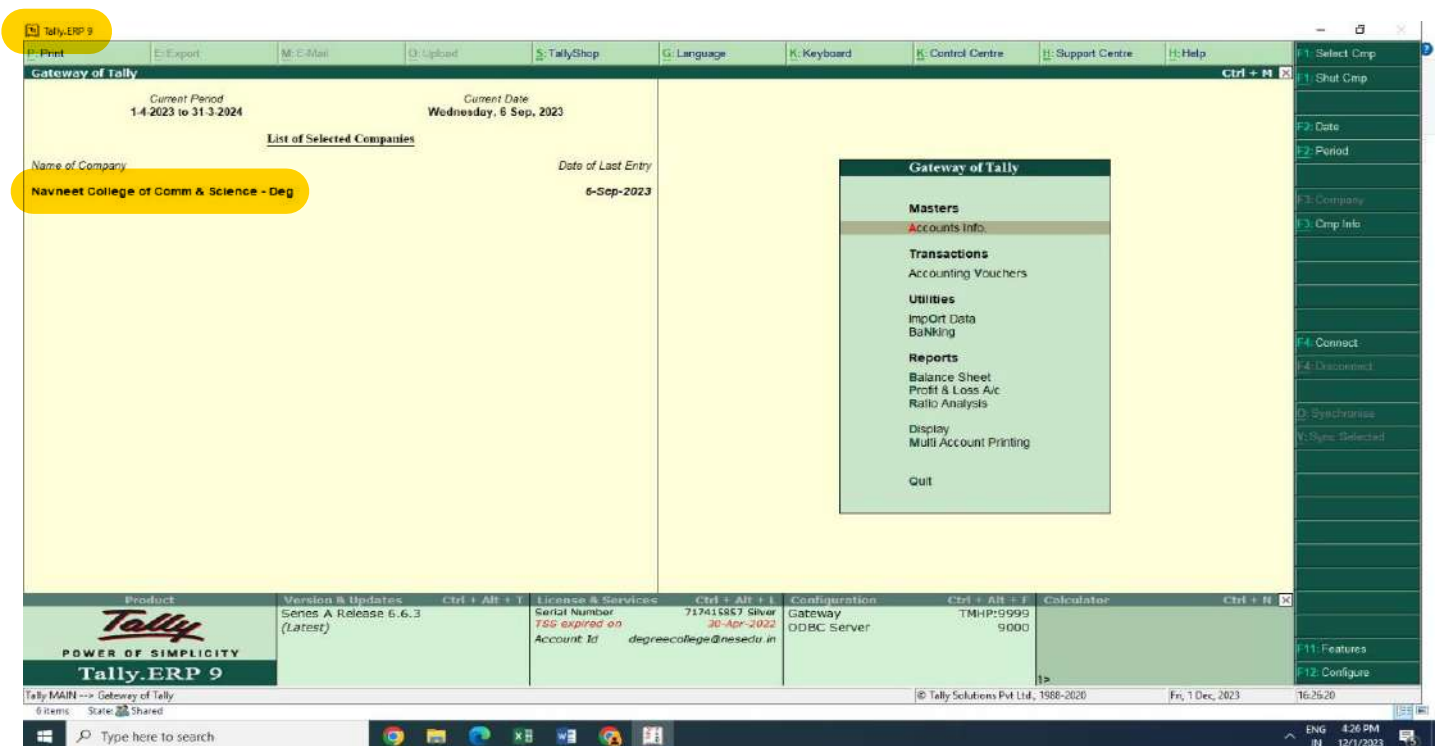 Tally.ERP 9
P: Print E: Export M: E-Mail O: Upload S: TallyShop G: Language K: Keyboard K: Control Centre H: Support Centre H: Help
Gateway of Tally Ctrl + M
Current Period Current Date
1-4-2023 to 31-3-2024 Wednesday, 6 Sep, 2023
List of Selected Companies
Name of Company Date of Last Entry
Navneet College of Comm & Science - Deg 6-Sep-2023
Gateway of Tally
Masters
Accounts Info.
Transactions
Accounting Vouchers
Utilities
ImpOrt Data
BaNking
Reports
Balance Sheet
Profit & Loss A/c
Ratio Analysis
Display
Multi Account Printing
Quit
F1: Select Cmp
F1: Shut Cmp
F2: Date
F2: Period
F3: Company
F3: Cmp Info
F4: Connect
F4: Disconnect
O: Synchronise
Y: Sync Selected
F11: Features
F12: Configure
Product
Tally
POWER OF SIMPLICITY
Tally.ERP 9
Version & Updates Ctrl + Alt + T
Series A Release 6.6.3
(Latest)
License & Services Ctrl + Alt + L
Serial Number 717415857 Silver
TSS expired on 30-Apr-2022
Account Id degreecollege@nesedu.in
Configuration Ctrl + Alt + F
Gateway TMHP:9999
ODBC Server 9000
Calculator Ctrl + N
1>
Tally MAIN --> Gateway of Tally © Tally Solutions Pvt Ltd., 1988-2020 Fri, 1 Dec, 2023 16:26:20
0 items State: Shared
Type here to search
ENG 4:26 PM
IN 12/1/2023